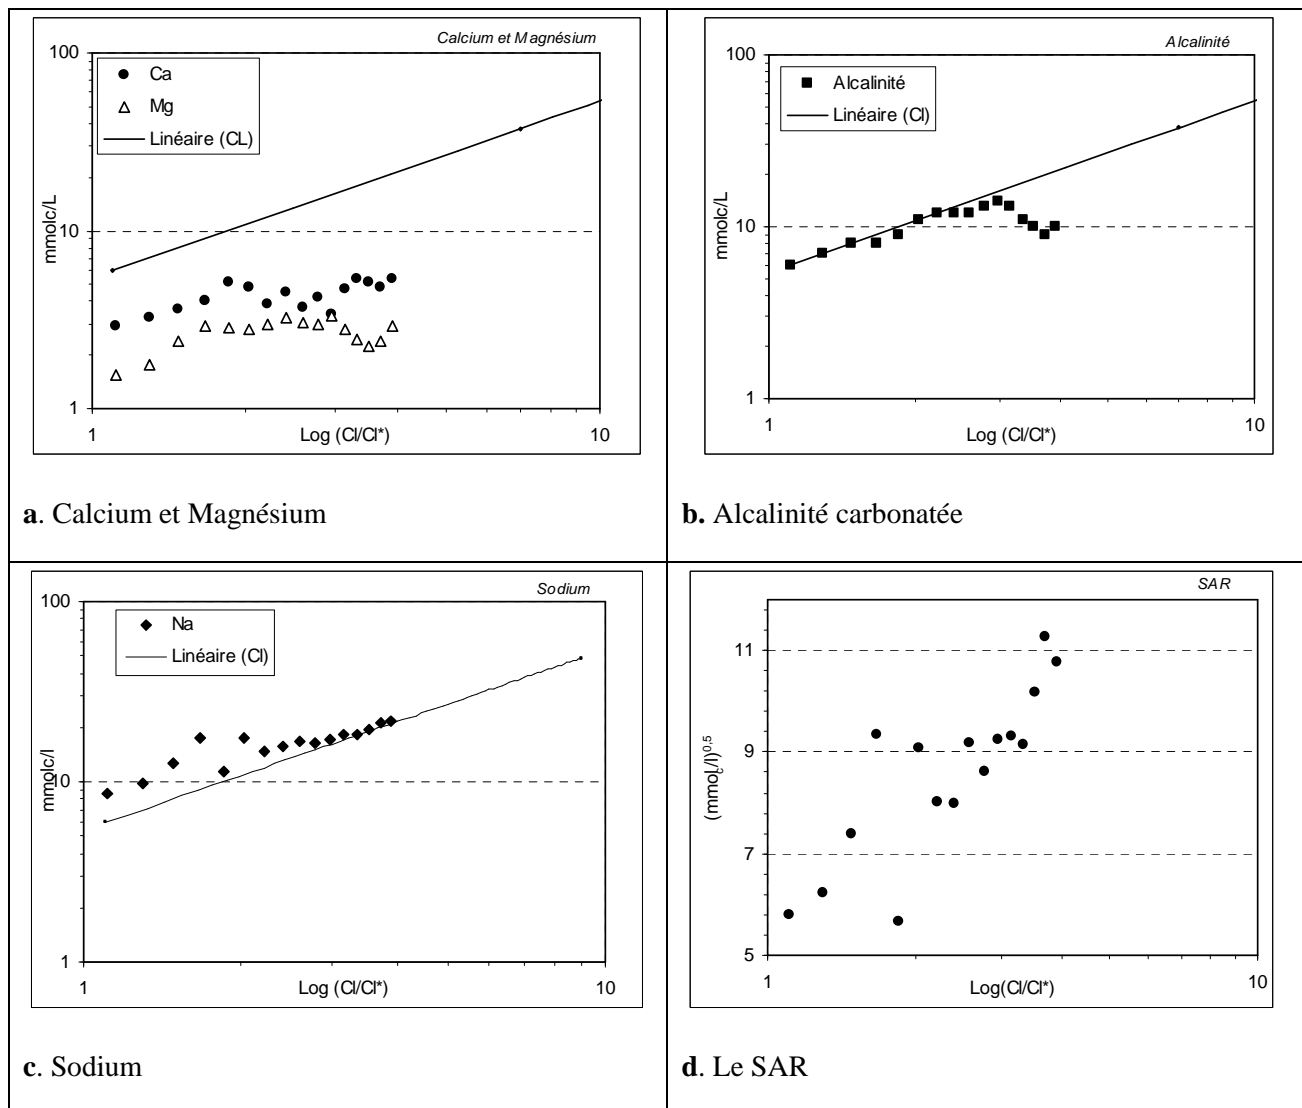 Calcium et Magnésium
100
10
1
mmolc/L
Ca
Mg
Linéaire (CL)
1
10
Log (Cl/Cl*)
a. Calcium et Magnésium
Alcalinité
100
10
1
mmolc/L
Alcalinité
Linéaire (Cl)
1
10
Log (Cl/Cl*)
b. Alcalinité carbonatée
Sodium
100
10
1
mmolc/l
Na
Linéaire (Cl)
1
10
Log (Cl/Cl*)
c. Sodium
SAR
11
9
7
5
(mmolc/l)0,5
1
10
Log(Cl/Cl*)
d. Le SAR